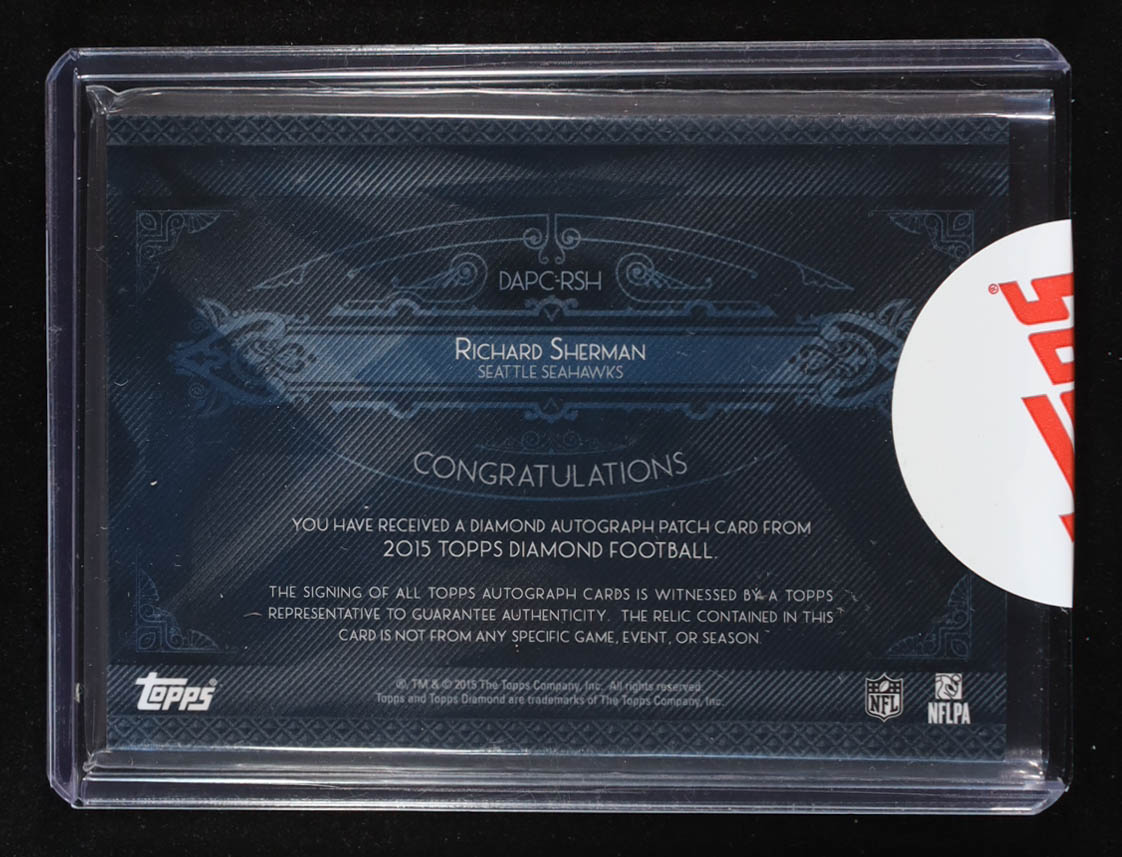 DAPC-RSH
RICHARD SHERMAN
SEATTLE SEAHAWKS
CONGRATULATIONS
YOU HAVE RECEIVED A DIAMOND AUTOGRAPH PATCH CARD FROM
2015 TOPPS DIAMOND FOOTBALL.
THE SIGNING OF ALL TOPPS AUTOGRAPH CARDS IS WITNESSED BY A TOPPS
REPRESENTATIVE TO GUARANTEE AUTHENTICITY. THE RELIC CONTAINED IN THIS
CARD IS NOT FROM ANY SPECIFIC GAME, EVENT, OR SEASON.
topps®
®, TM & © 2015 The Topps Company, Inc. All rights reserved.
Topps and Topps Diamond are trademarks of The Topps Company, Inc.
NFL
NFLPA